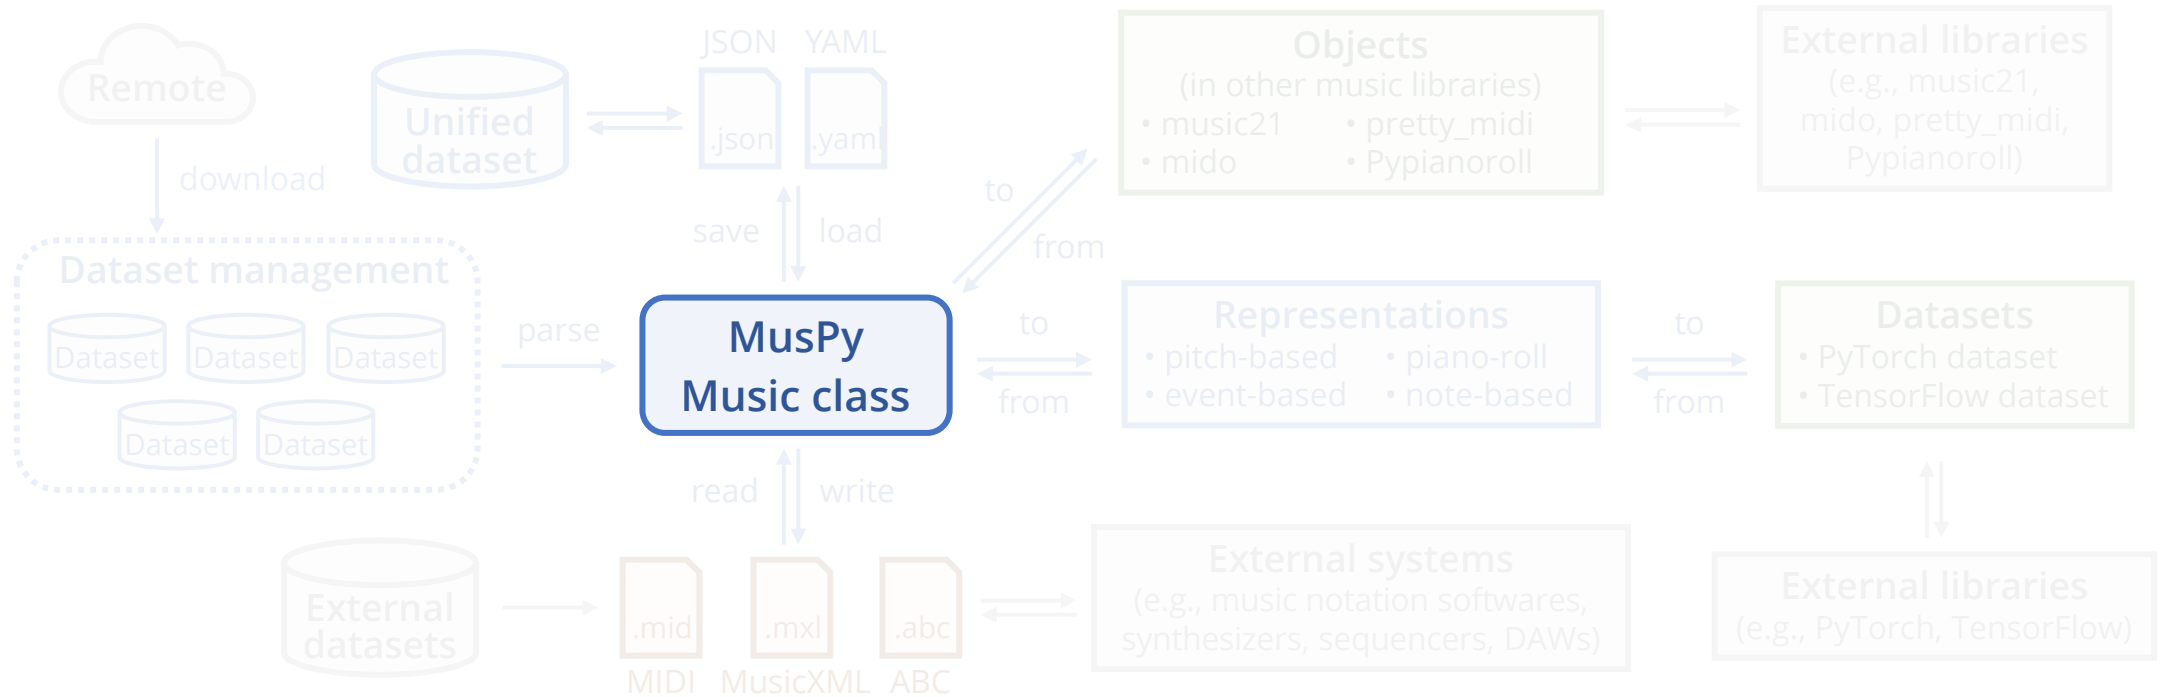 JSON YAML
Remote
Unified
dataset
.json .yaml
download
save load
Objects
(in other music libraries)
• music21 • pretty_midi
• mido • Pypianoroll
External libraries
(e.g., music21,
mido, pretty_midi,
Pypianoroll)
to
from
Dataset management
Dataset Dataset Dataset
Dataset Dataset
parse
MusPy
Music class
to
from
Representations
• pitch-based • piano-roll
• event-based • note-based
to
from
Datasets
• PyTorch dataset
• TensorFlow dataset
read write
External
datasets
.mid .mxl .abc
MIDI MusicXML ABC
External systems
(e.g., music notation softwares,
synthesizers, sequencers, DAWs)
External libraries
(e.g., PyTorch, TensorFlow)